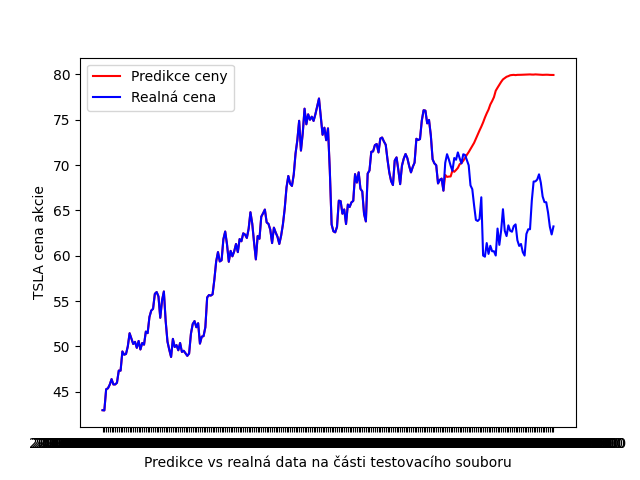 Predikce ceny
Realná cena
80
75
70
65
60
55
50
45
TSLA cena akcie
Predikce vs realná data na části testovacího souboru